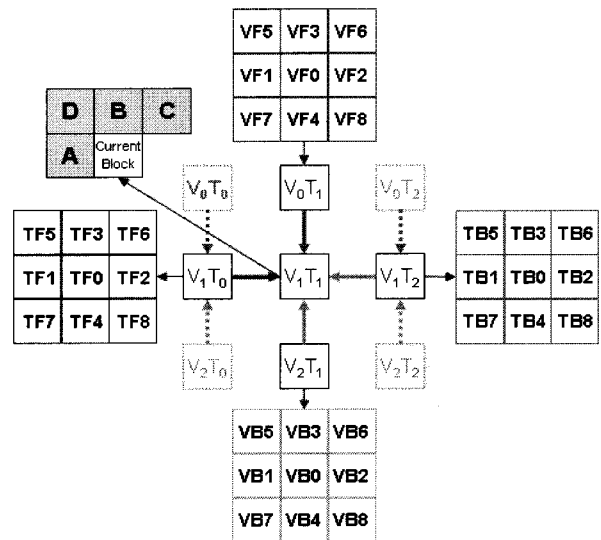 VF5 VF3 VF6
VF1 VF0 VF2
VF7 VF4 VF8
D B C
A Current Block
V0T0 V0T1 V0T2
TF5 TF3 TF6
TF1 TF0 TF2
TF7 TF4 TF8
V1T0 V1T1 V1T2
TB5 TB3 TB6
TB1 TB0 TB2
TB7 TB4 TB8
V2T0 V2T1 V2T2
VB5 VB3 VB6
VB1 VB0 VB2
VB7 VB4 VB8